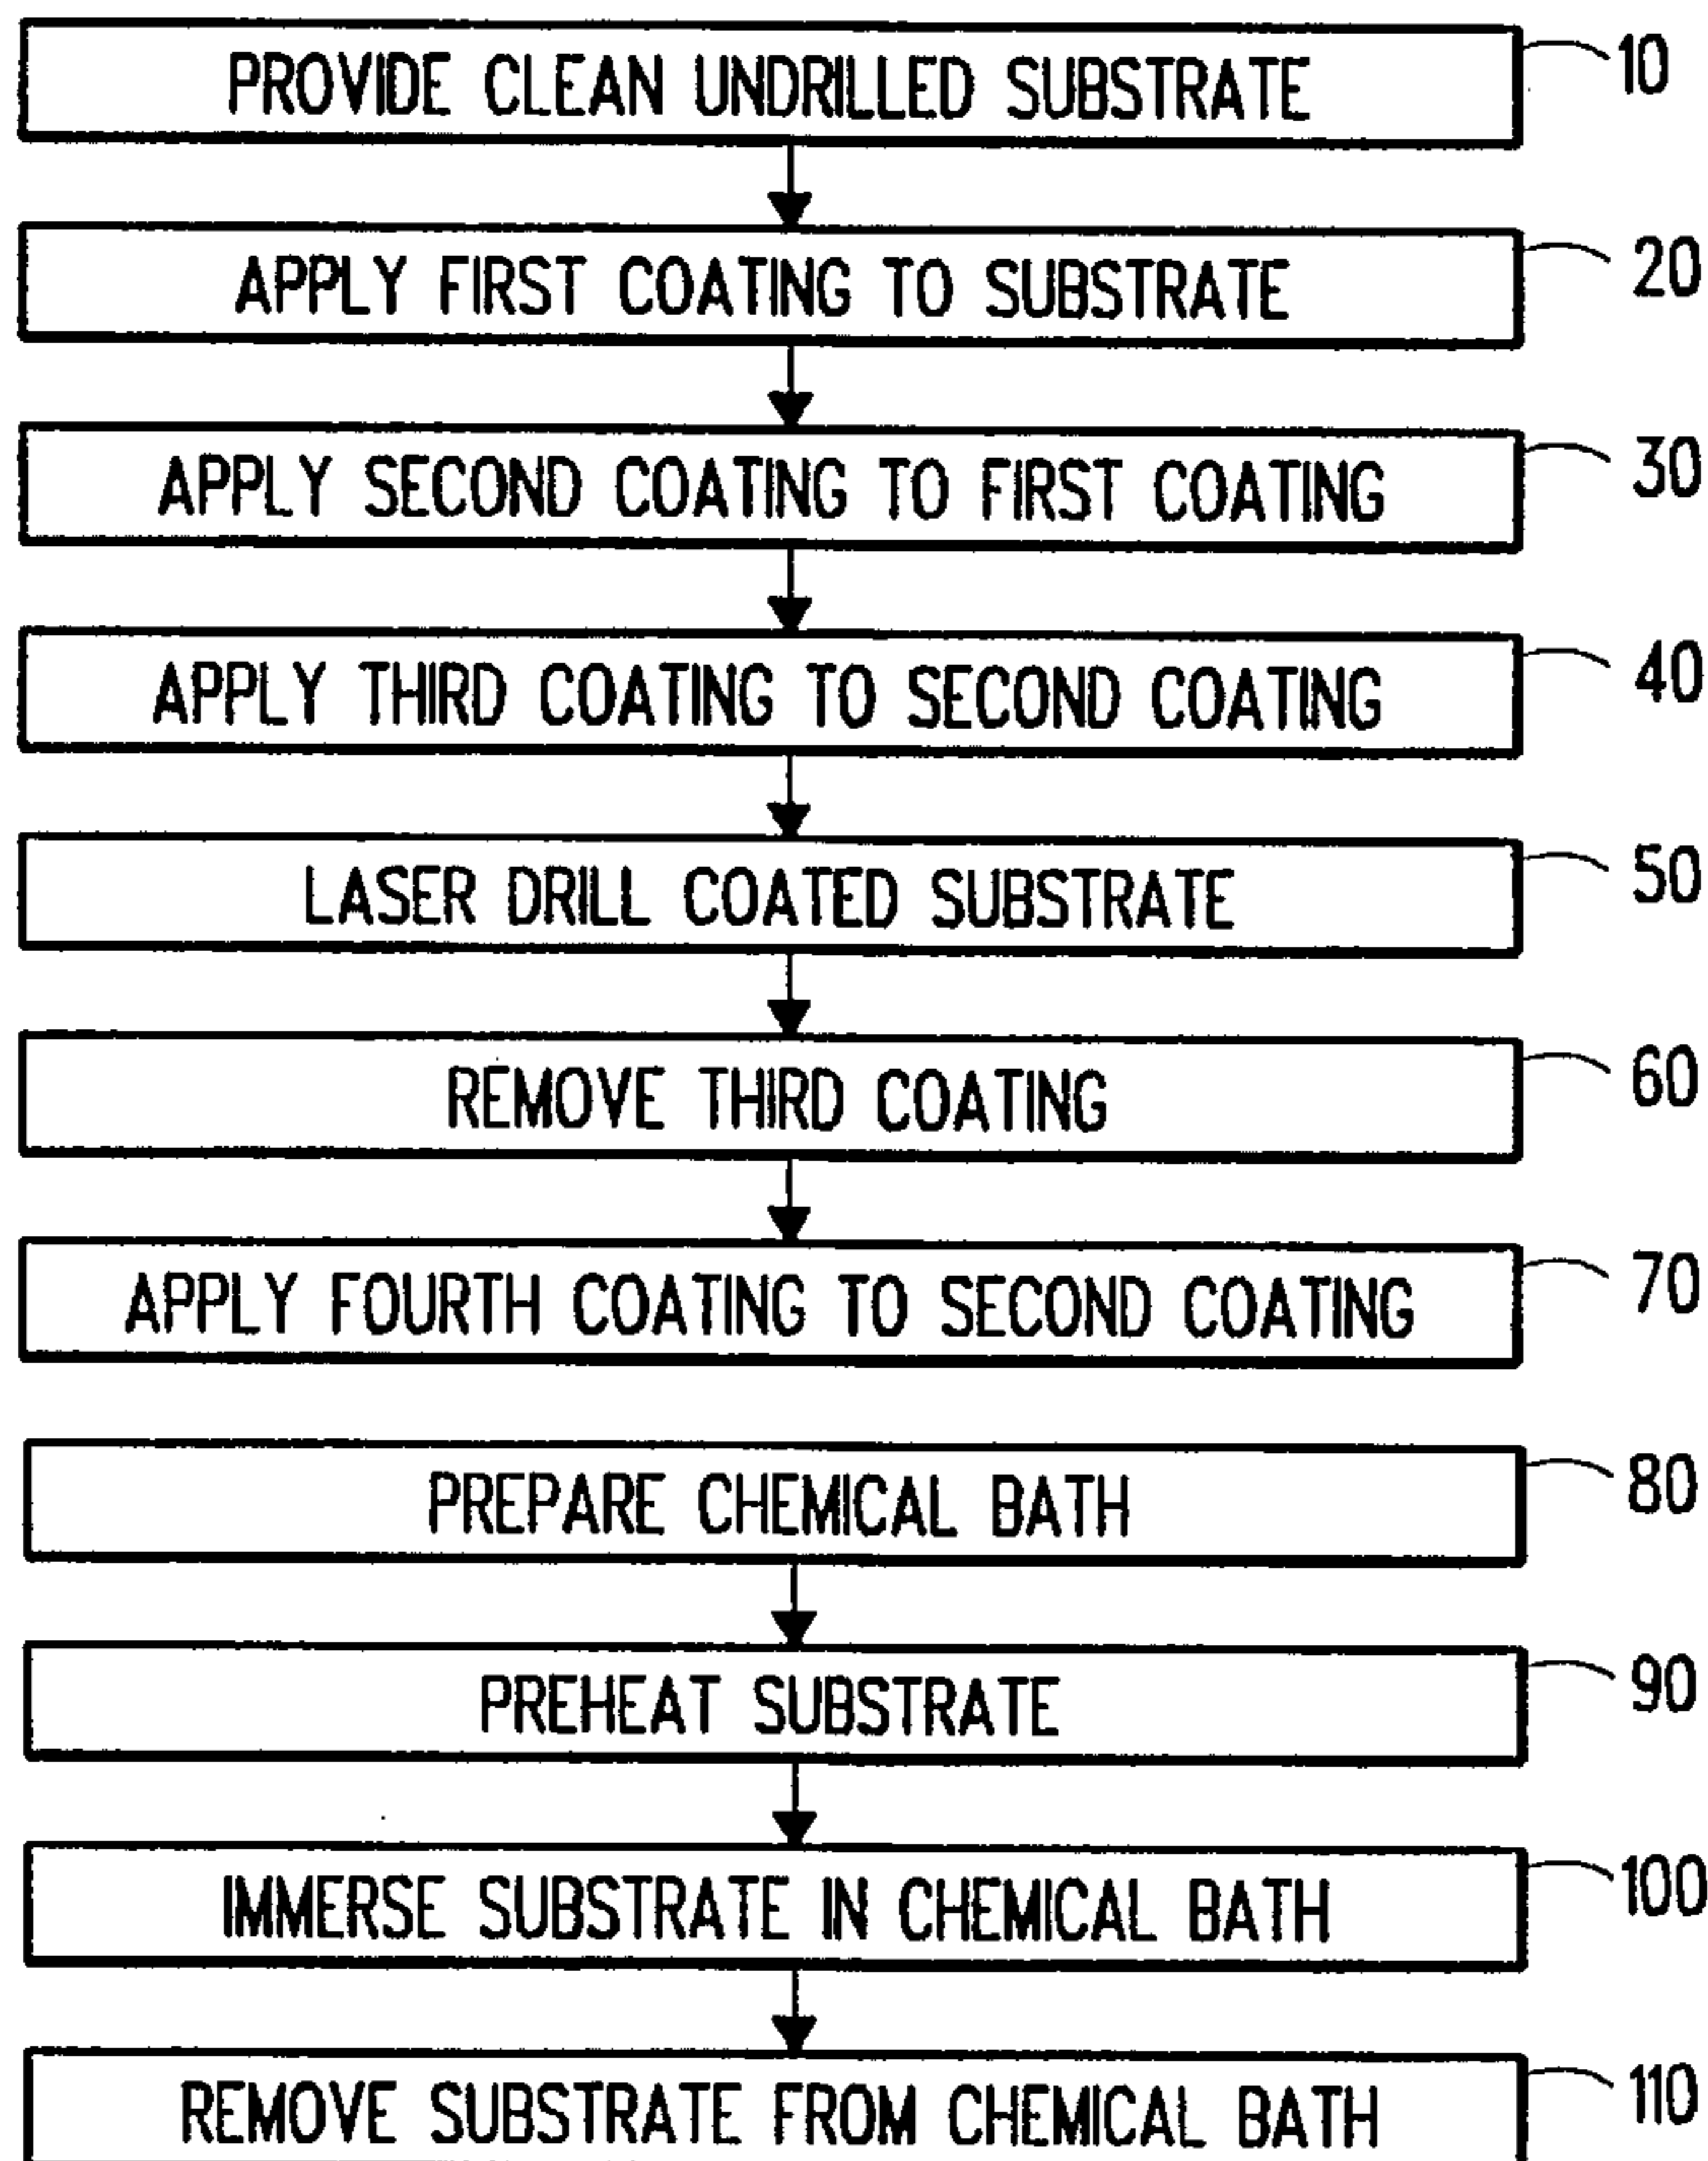 PROVIDE CLEAN UNDRILLED SUBSTRATE 10
APPLY FIRST COATING TO SUBSTRATE 20
APPLY SECOND COATING TO FIRST COATING 30
APPLY THIRD COATING TO SECOND COATING 40
LASER DRILL COATED SUBSTRATE 50
REMOVE THIRD COATING 60
APPLY FOURTH COATING TO SECOND COATING 70
PREPARE CHEMICAL BATH 80
PREHEAT SUBSTRATE 90
IMMERSE SUBSTRATE IN CHEMICAL BATH 100
REMOVE SUBSTRATE FROM CHEMICAL BATH 110